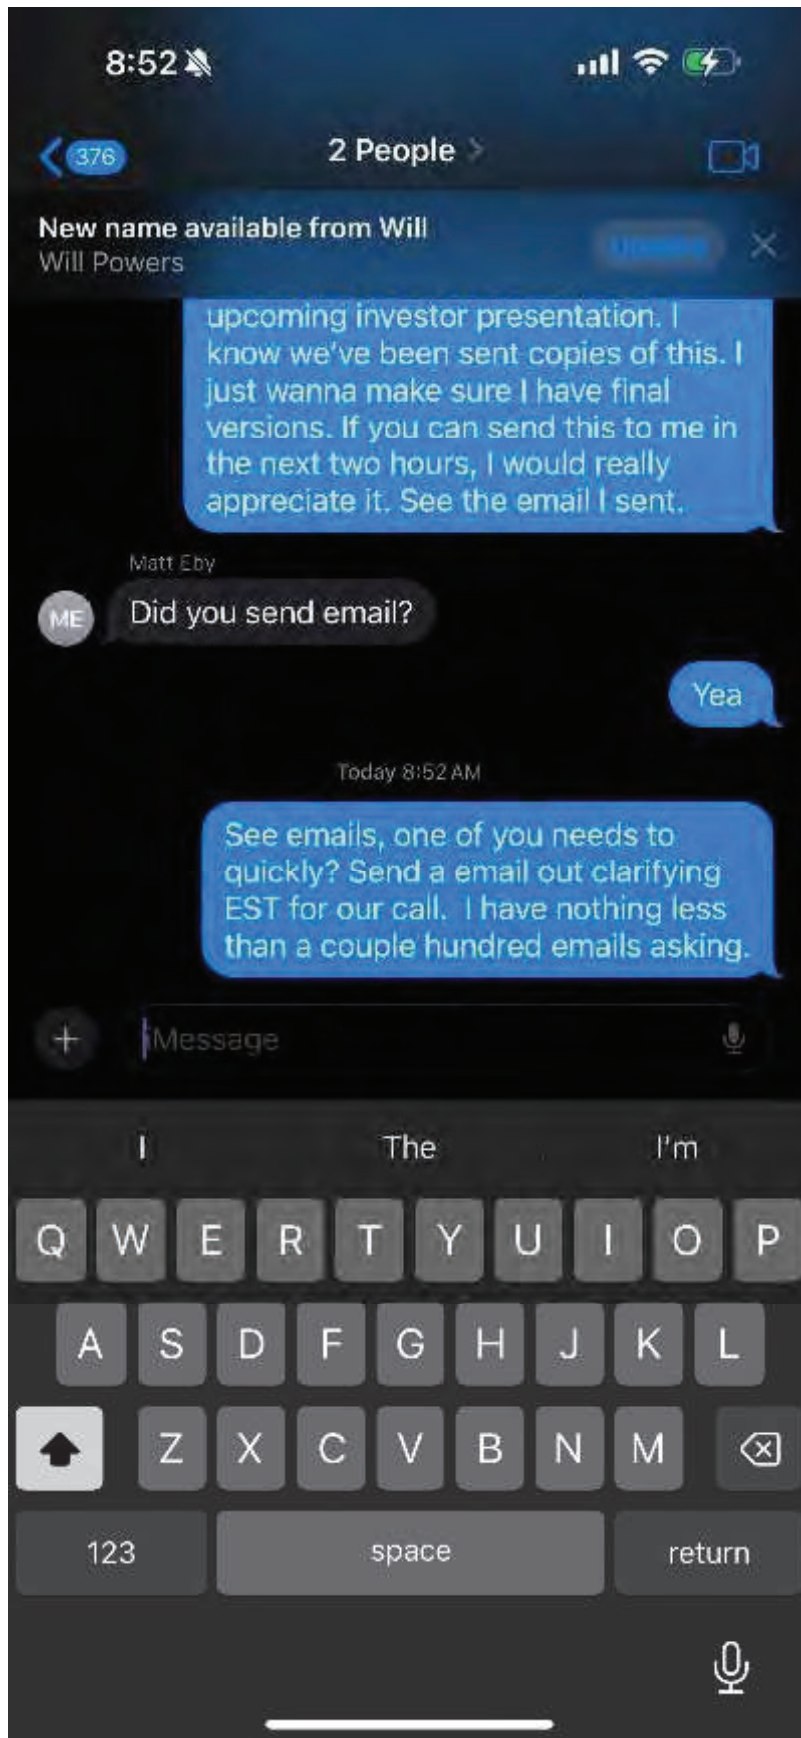 8:52
376
2 People
New name available from Will
Will Powers
upcoming investor presentation. I
know we've been sent copies of this. I
just wanna make sure I have final
versions. If you can send this to me in
the next two hours, I would really
appreciate it. See the email I sent.
Matt Eby
ME
Did you send email?
Yea
Today 8:52 AM
See emails, one of you needs to
quickly? Send a email out clarifying
EST for our call. I have nothing less
than a couple hundred emails asking.
iMessage
I The I'm
Q W E R T Y U I O P
A S D F G H J K L
Z X C V B N M
123 space return